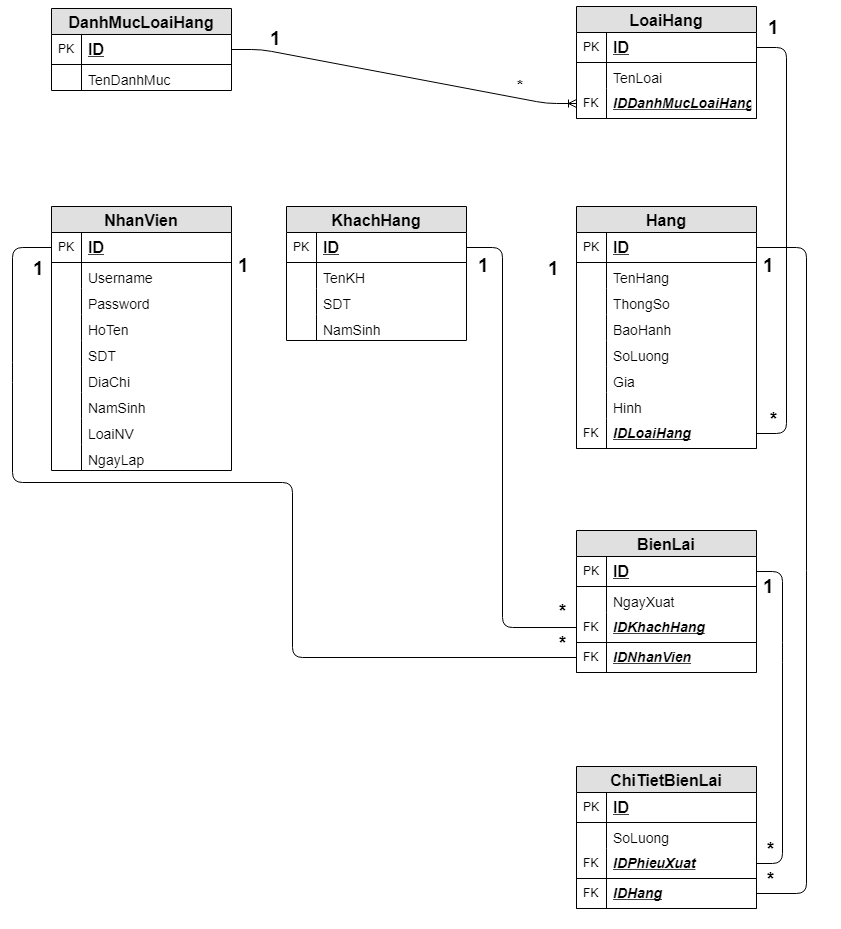 DanhMucLoaiHang
PK ID
TenDanhMuc
1
*
LoaiHang
PK ID
TenLoai
FK IDDanhMucLoaiHang
1
NhanVien
PK ID
Username
Password
HoTen
SDT
DiaChi
NamSinh
LoaiNV
NgayLap
1
1
KhachHang
PK ID
TenKH
SDT
NamSinh
1
1
Hang
PK ID
TenHang
ThongSo
BaoHanh
SoLuong
Gia
Hinh
FK IDLoaiHang
1
*
BienLai
PK ID
NgayXuat
FK IDKhachHang
FK IDNhanVien
*
*
1
ChiTietBienLai
PK ID
SoLuong
FK IDPhieuXuat
FK IDHang
*
*